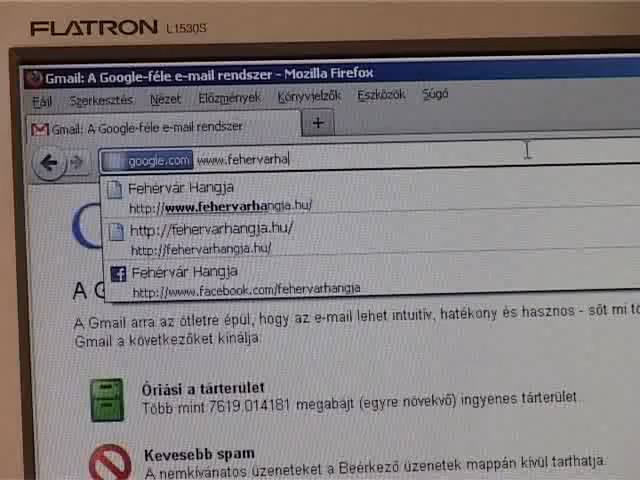 FLATRON L1530S
Gmail: A Google-féle e-mail rendszer - Mozilla Firefox
Fájl Szerkesztés Nézet Előzmények Könyvjelzők Eszközök Súgó
Gmail: A Google-féle e-mail rendszer +
google.com www.fehervarha
Fehérvár Hangja
http://www.fehervarhangja.hu/
http://fehervarhangja.hu/
http://fehervarhangja.hu/
Fehérvár Hangja
http://www.facebook.com/fehervarhangja
A G
A Gmail arra az ötletre épül, hogy az e-mail lehet intuitív, hatékony és hasznos - sőt mi tö
Gmail a következőket kínálja:
Óriási a tárterület
Több mint 7619.014181 megabájt (egyre növekvő) ingyenes tárterület.
Kevesebb spam
A nemkívánatos üzeneteket a Beérkező üzenetek mappán kívül tarthatja.